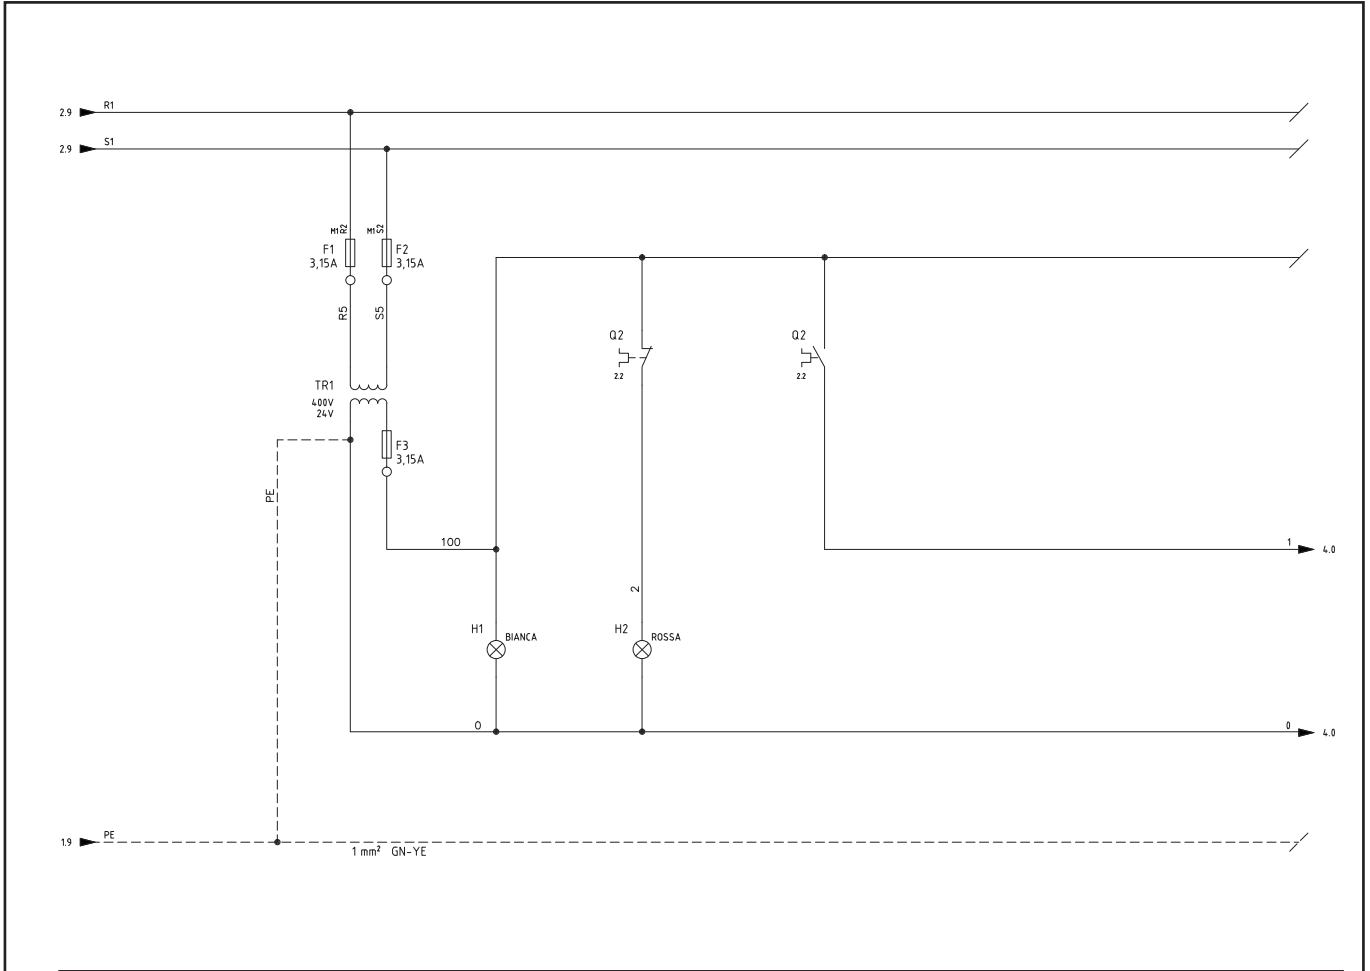 2.9 R1
2.9 S1
M1 R2
M1 S2
F1
3,15A
F2
3,15A
R5
S5
Q2
2.2
Q2
2.2
TR1
400V
24V
F3
3,15A
PE
100
1 4.0
2
H1 BIANCA
H2 ROSSA
0
0 4.0
1.9 PE
1 mm² GN-YE